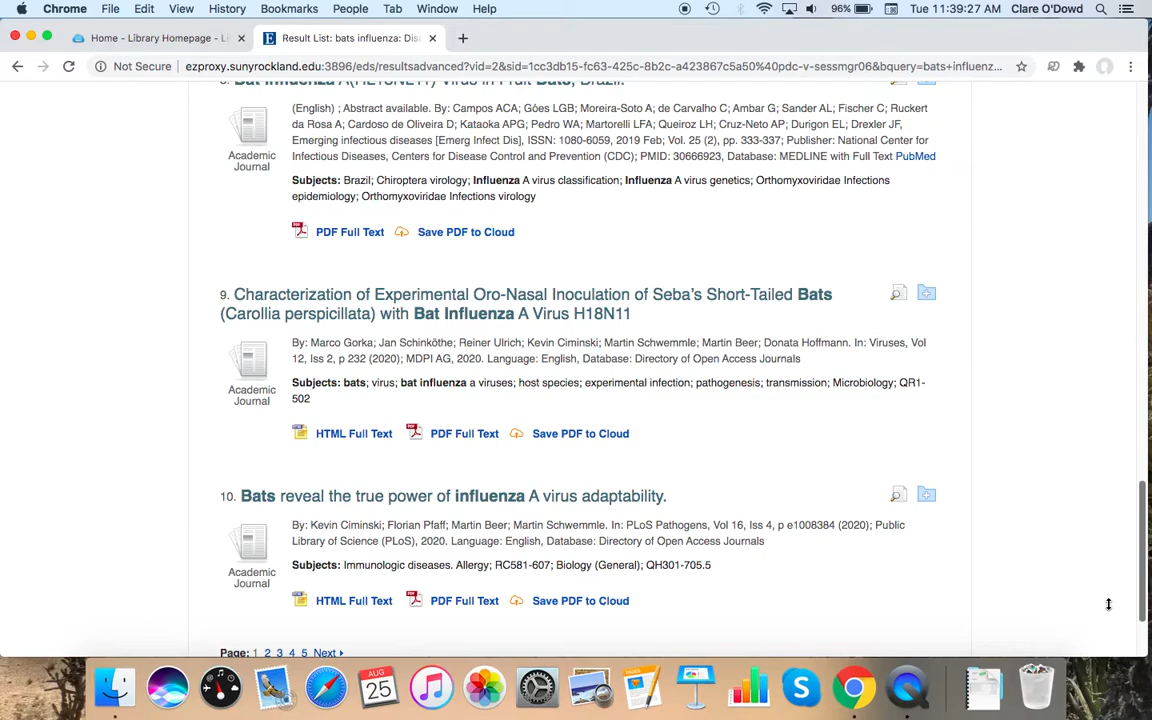 Chrome File Edit View History Bookmarks People Tab Window Help 96% Tue 11:39:27 AM Clare O'Dowd
Home - Library Homepage - Li
Result List: bats influenza: Dis
Not Secure ezproxy.sunyrockland.edu:3896/eds/resultsadvanced?vid=2&sid=1cc3db15-fc63-425c-8b2c-a423867c5a50%40pdc-v-sessmgr06&bquery=bats+influenz...
Virus in Fruit Bats, Brazil.
(English) ; Abstract available. By: Campos ACA; Góes LGB; Moreira-Soto A; de Carvalho C; Ambar G; Sander AL; Fischer C; Ruckert
da Rosa A; Cardoso de Oliveira D; Kataoka APG; Pedro WA; Martorelli LFA; Queiroz LH; Cruz-Neto AP; Durigon EL; Drexler JF,
Emerging infectious diseases [Emerg Infect Dis], ISSN: 1080-6059, 2019 Feb; Vol. 25 (2), pp. 333-337; Publisher: National Center for
Infectious Diseases, Centers for Disease Control and Prevention (CDC); PMID: 30666923, Database: MEDLINE with Full Text PubMed
Academic
Journal
Subjects: Brazil; Chiroptera virology; Influenza A virus classification; Influenza A virus genetics; Orthomyxoviridae Infections
epidemiology; Orthomyxoviridae Infections virology
PDF Full Text Save PDF to Cloud
9. Characterization of Experimental Oro-Nasal Inoculation of Seba's Short-Tailed Bats
(Carollia perspicillata) with Bat Influenza A Virus H18N11
By: Marco Gorka; Jan Schinköthe; Reiner Ulrich; Kevin Ciminski; Martin Schwemmle; Martin Beer; Donata Hoffmann. In: Viruses, Vol
12, Iss 2, p 232 (2020); MDPI AG, 2020. Language: English, Database: Directory of Open Access Journals
Academic
Journal
Subjects: bats; virus; bat influenza a viruses; host species; experimental infection; pathogenesis; transmission; Microbiology; QR1-
502
HTML Full Text PDF Full Text Save PDF to Cloud
10. Bats reveal the true power of influenza A virus adaptability.
By: Kevin Ciminski; Florian Pfaff; Martin Beer; Martin Schwemmle. In: PLoS Pathogens, Vol 16, Iss 4, p e1008384 (2020); Public
Library of Science (PLoS), 2020. Language: English, Database: Directory of Open Access Journals
Academic
Journal
Subjects: Immunologic diseases. Allergy; RC581-607; Biology (General); QH301-705.5
HTML Full Text PDF Full Text Save PDF to Cloud
Page: 1 2 3 4 5 Next
AUG
25